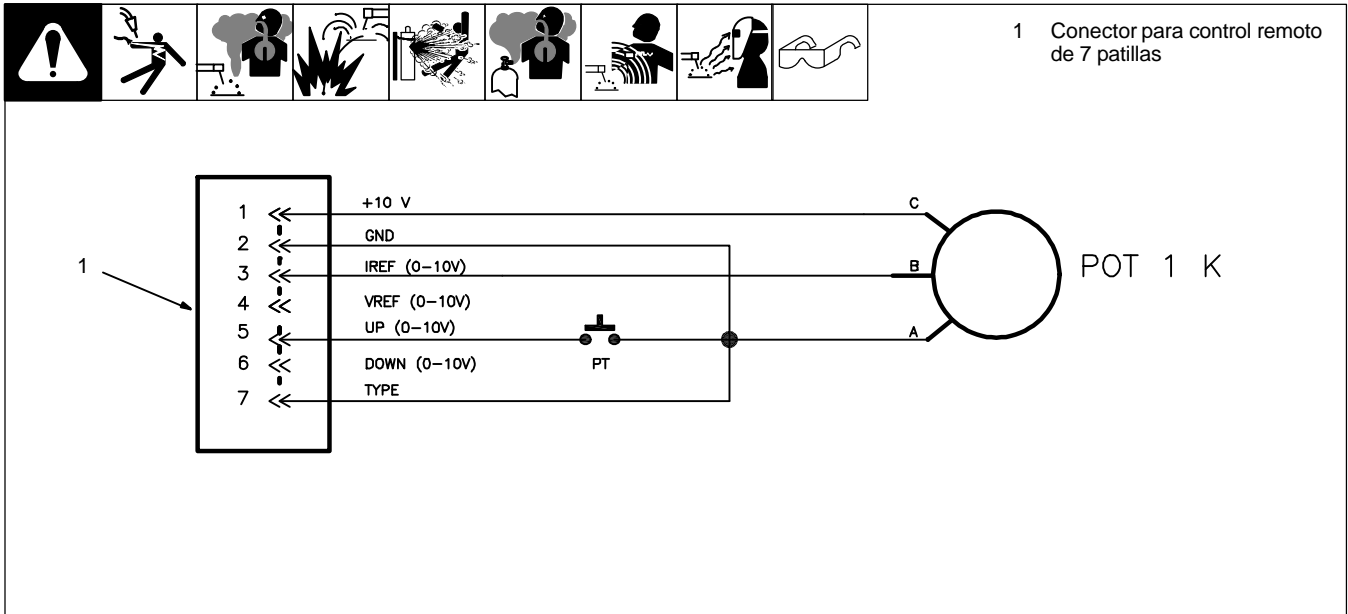 1 Conector para control remoto
de 7 patillas
1
1 +10 V
2 GND
3 IREF (0-10V)
4 VREF (0-10V)
5 UP (0-10V)
6 DOWN (0-10V)
7 TYPE
PT
C
B
A
POT 1 K